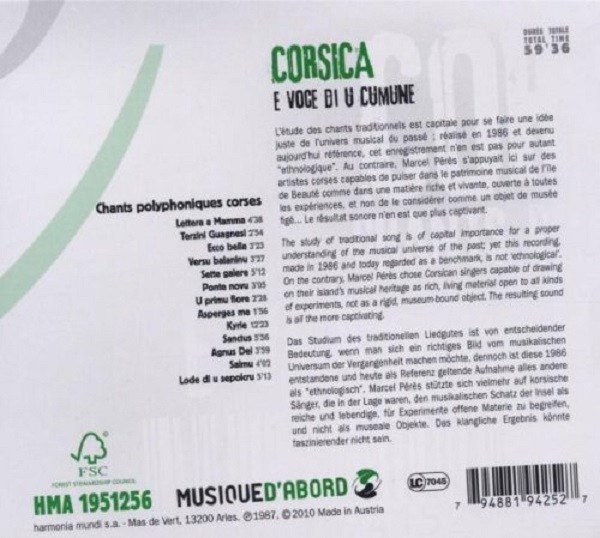 DURÉE TOTALE
TOTAL TIME
59'36
CORSICA
E VOCE DI U CUMUNE
L'étude des chants traditionnels est capitale pour se faire une idée
juste de l'univers musical du passé : réalisé en 1986 et devenu
aujourd'hui référence, cet enregistrement n'en est pas pour autant
"ethnologique". Au contraire, Marcel Pérès s'appuyait ici sur des
artistes corses capables de puiser dans le patrimoine musical de l'île
de Beauté comme dans une matière riche et vivante, ouverte à toutes
les expériences, et non de le considérer comme un objet de musée
figé... Le résultat sonore n'en est que plus captivant.
The study of traditional song is of capital importance for a proper
understanding of the musical universe of the past; yet this recording,
made in 1986 and today regarded as a benchmark, is not 'ethnological'.
On the contrary, Marcel Pérès chose Corsican singers capable of drawing
on their island's musical heritage as rich, living material open to all kinds
of experiments, not as a rigid, museum-bound object. The resulting sound
is all the more captivating.
Das Studium des traditionellen Liedgutes ist von entscheidender
Bedeutung, wenn man sich ein richtiges Bild vom musikalischen
Universum der Vergangenheit machen möchte, dennoch ist diese 1986
entstandene und heute als Referenz geltende Aufnahme alles andere
als "ethnologisch". Marcel Pérès stützte sich vielmehr auf korsische
Sänger, die in der Lage waren, den musikalischen Schatz der Insel als
reiche und lebendige, für Experimente offene Materie zu begreifen,
und nicht als museale Objekte. Das klangliche Ergebnis könnte
faszinierender nicht sein.
Chants polyphoniques corses
Lettera a Mamma 4'38
Terzini Guagnesi 2'54
Ecco bella 2'23
Versu baleninu 2'27
Sette galere 5'12
Ponte novu 3'90
U primu fiore 2'28
Asperges me 1'56
Kyrie 12'23
Sanctus 3'56
Agnus Dei 3'59
Salmu 4'02
Lode di u sepolcru 5'13
FSC
FOREST STEWARDSHIP COUNCIL
HMA 1951256
MUSIQUE D'ABORD
LC 7045
7 94881 94252 7
harmonia mundi s.a. - Mas de Vert, 13200 Arles. ℗1987, © 2010 Made in Austria